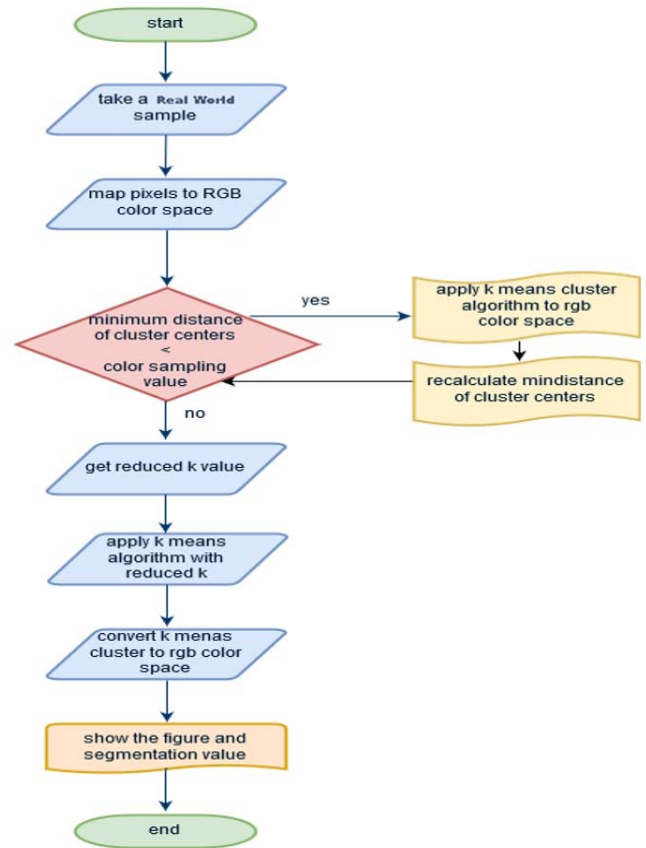 start
take a Real World
sample
map pixels to RGB
color space
minimum distance
of cluster centers
<
color sampling
value
yes
apply k means cluster
algorithm to rgb
color space
recalculate mindistance
of cluster centers
no
get reduced k value
apply k means
algorithm with
reduced k
convert k menas
cluster to rgb color
space
show the figure and
segmentation value
end